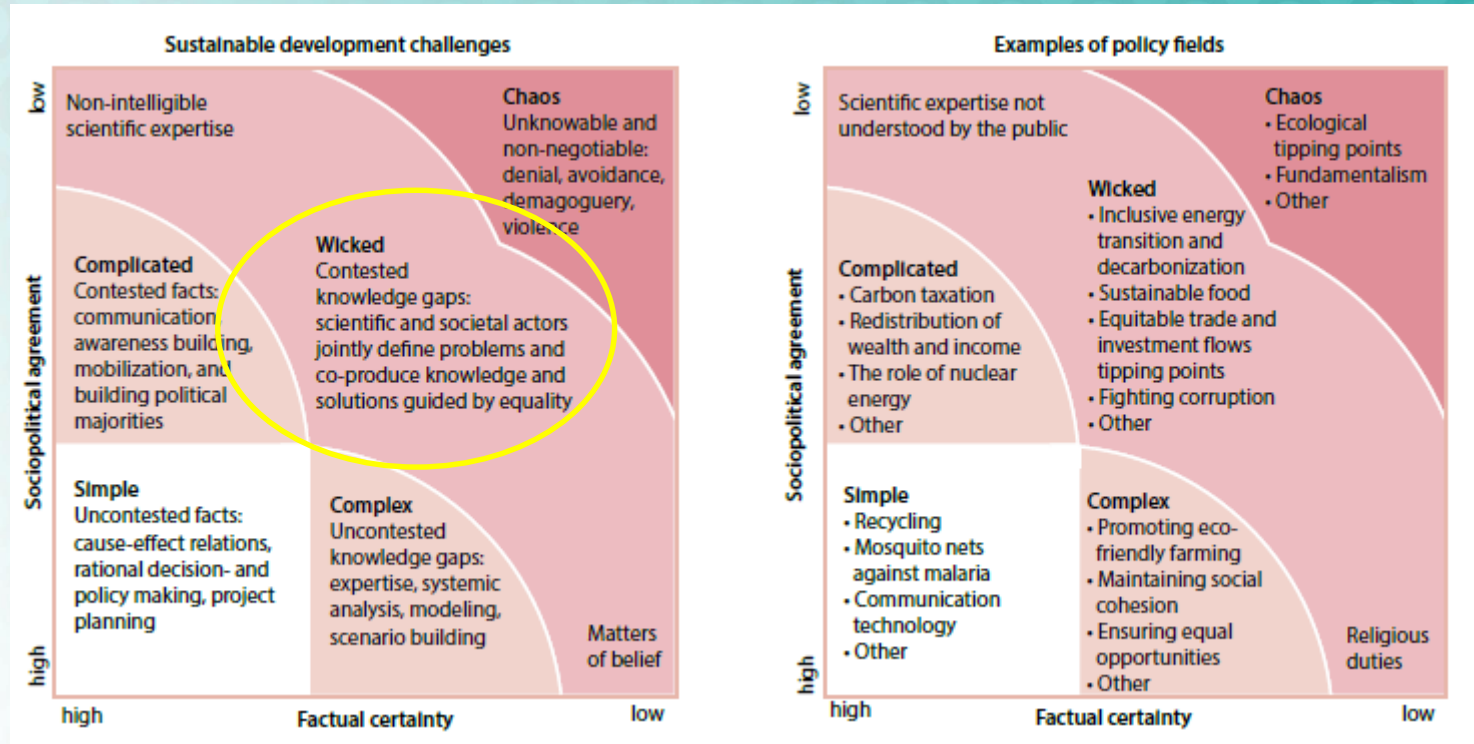 Sustainable development challenges
low
Non-intelligible
scientific expertise
Chaos
Unknowable and
non-negotiable:
denial, avoidance,
demagoguery,
violence
Wicked
Contested
knowledge gaps:
scientific and societal actors
jointly define problems and
co-produce knowledge and
solutions guided by equality
Complicated
Contested facts:
communication,
awareness building,
mobilization, and
building political
majorities
Sociopolitical agreement
Simple
Uncontested facts:
cause-effect relations,
rational decision- and
policy making, project
planning
Complex
Uncontested
knowledge gaps:
expertise, systemic
analysis, modeling,
scenario building
Matters
of belief
high
high
Factual certainty
low
Examples of policy fields
low
Scientific expertise not
understood by the public
Chaos
• Ecological
tipping points
• Fundamentalism
• Other
Wicked
• Inclusive energy
transition and
decarbonization
• Sustainable food
• Equitable trade and
investment flows
tipping points
• Fighting corruption
• Other
Complicated
• Carbon taxation
• Redistribution of
wealth and income
• The role of nuclear
energy
• Other
Sociopolitical agreement
Simple
• Recycling
• Mosquito nets
against malaria
• Communication
technology
• Other
Complex
• Promoting eco-
friendly farming
• Maintaining social
cohesion
• Ensuring equal
opportunities
• Other
Religious
duties
high
high
Factual certainty
low